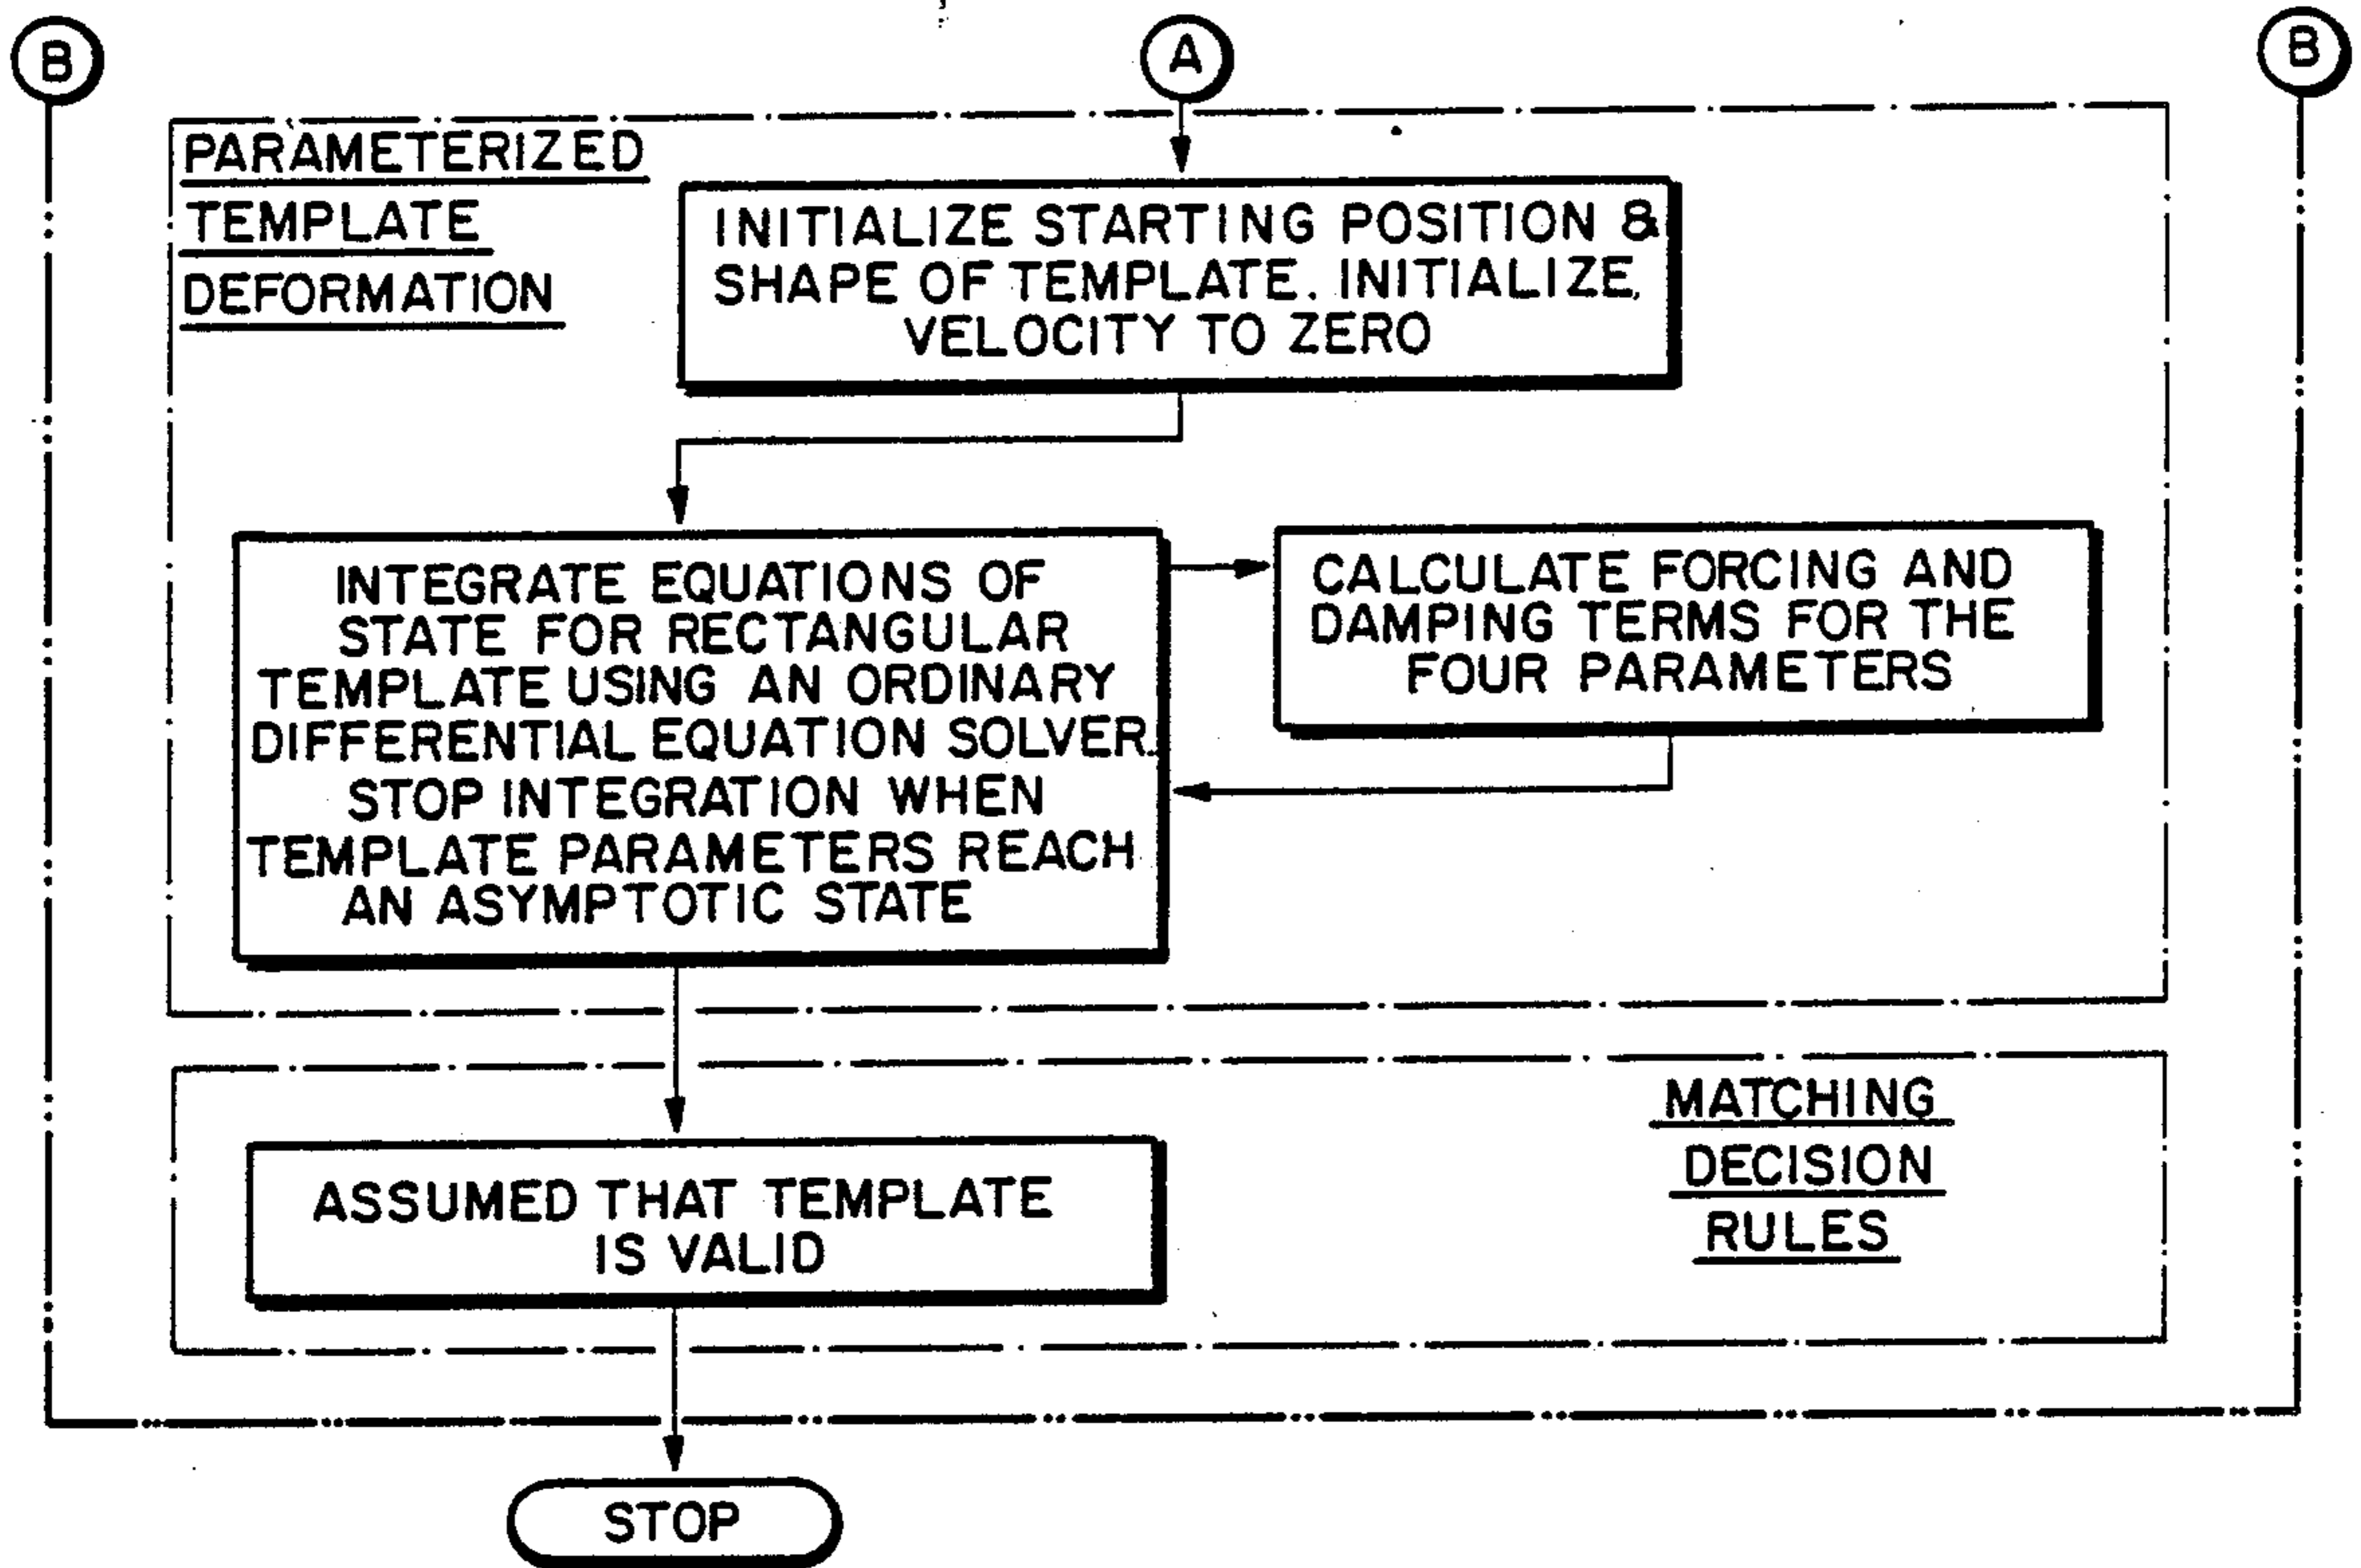 B
A
B
PARAMETERIZED
TEMPLATE
DEFORMATION
INITIALIZE STARTING POSITION &
SHAPE OF TEMPLATE. INITIALIZE
VELOCITY TO ZERO
INTEGRATE EQUATIONS OF
STATE FOR RECTANGULAR
TEMPLATE USING AN ORDINARY
DIFFERENTIAL EQUATION SOLVER.
STOP INTEGRATION WHEN
TEMPLATE PARAMETERS REACH
AN ASYMPTOTIC STATE
CALCULATE FORCING AND
DAMPING TERMS FOR THE
FOUR PARAMETERS
MATCHING
DECISION
RULES
ASSUMED THAT TEMPLATE
IS VALID
STOP